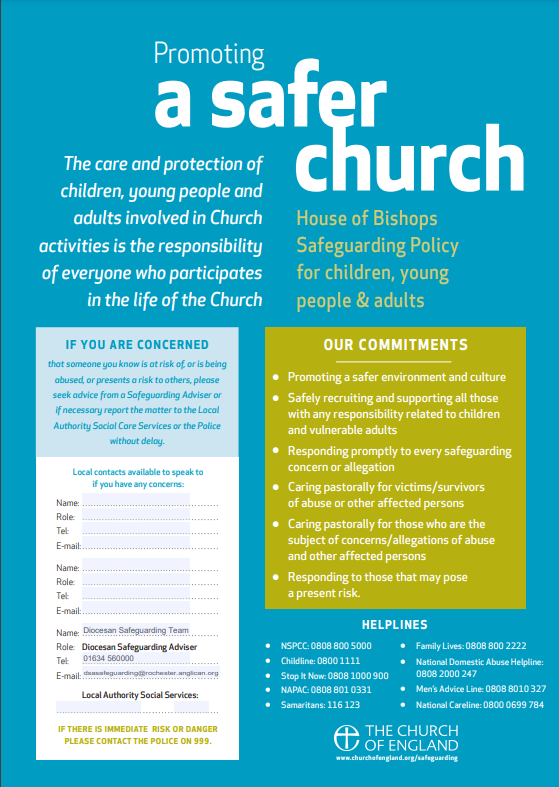 Promoting
a safer
church
The care and protection of
children, young people and
adults involved in Church
activities is the responsibility
of everyone who participates
in the life of the Church
House of Bishops
Safeguarding Policy
for children, young
people & adults
IF YOU ARE CONCERNED
that someone you know is at risk of, or is being
abused, or presents a risk to others, please
seek advice from a Safeguarding Adviser or
if necessary report the matter to the Local
Authority Social Care Services or the Police
without delay.
Local contacts available to speak to
if you have any concerns:
Name:
Role:
Tel:
E-mail:
Name:
Role:
Tel:
E-mail:
Name: Diocesan Safeguarding Team
Role: Diocesan Safeguarding Adviser
Tel: 01634 560000
E-mail: dsasafeguarding@rochester.anglican.org
Local Authority Social Services:
IF THERE IS IMMEDIATE RISK OR DANGER
PLEASE CONTACT THE POLICE ON 999.
OUR COMMITMENTS
• Promoting a safer environment and culture
• Safely recruiting and supporting all those
with any responsibility related to children
and vulnerable adults
• Responding promptly to every safeguarding
concern or allegation
• Caring pastorally for victims/survivors
of abuse or other affected persons
• Caring pastorally for those who are the
subject of concerns/allegations of abuse
and other affected persons
• Responding to those that may pose
a present risk.
HELPLINES
• NSPCC: 0808 800 5000
• Childline: 0800 1111
• Stop It Now: 0808 1000 900
• NAPAC: 0808 801 0331
• Samaritans: 116 123
• Family Lives: 0808 800 2222
• National Domestic Abuse Helpline:
0808 2000 247
• Men's Advice Line: 0808 8010 327
• National Careline: 0800 0699 784
THE CHURCH
OF ENGLAND
www.churchofengland.org/safeguarding